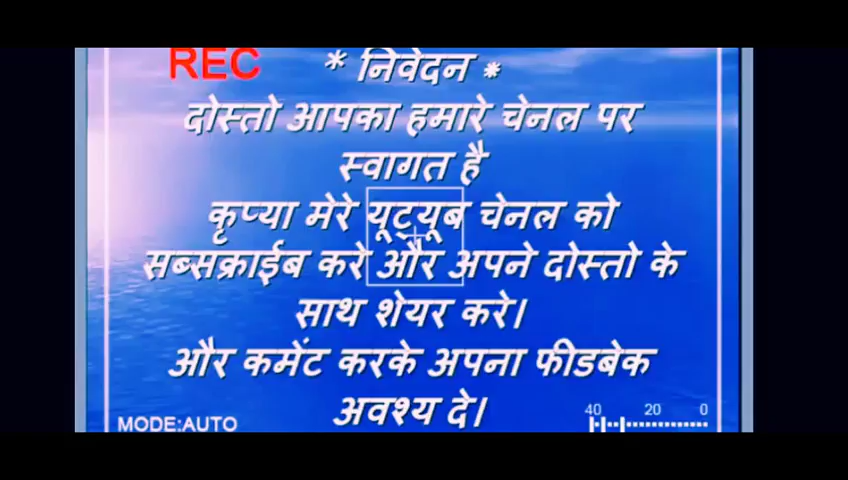 REC
* निवेदन *
दोस्तो आपका हमारे चेनल पर
स्वागत है
कृप्या मेरे यूट्यूब चेनल को
सब्सक्राईब करे और अपने दोस्तो के
साथ शेयर करे।
और कमेंट करके अपना फीडबेक
अवश्य दे।
MODE:AUTO
40 20 0